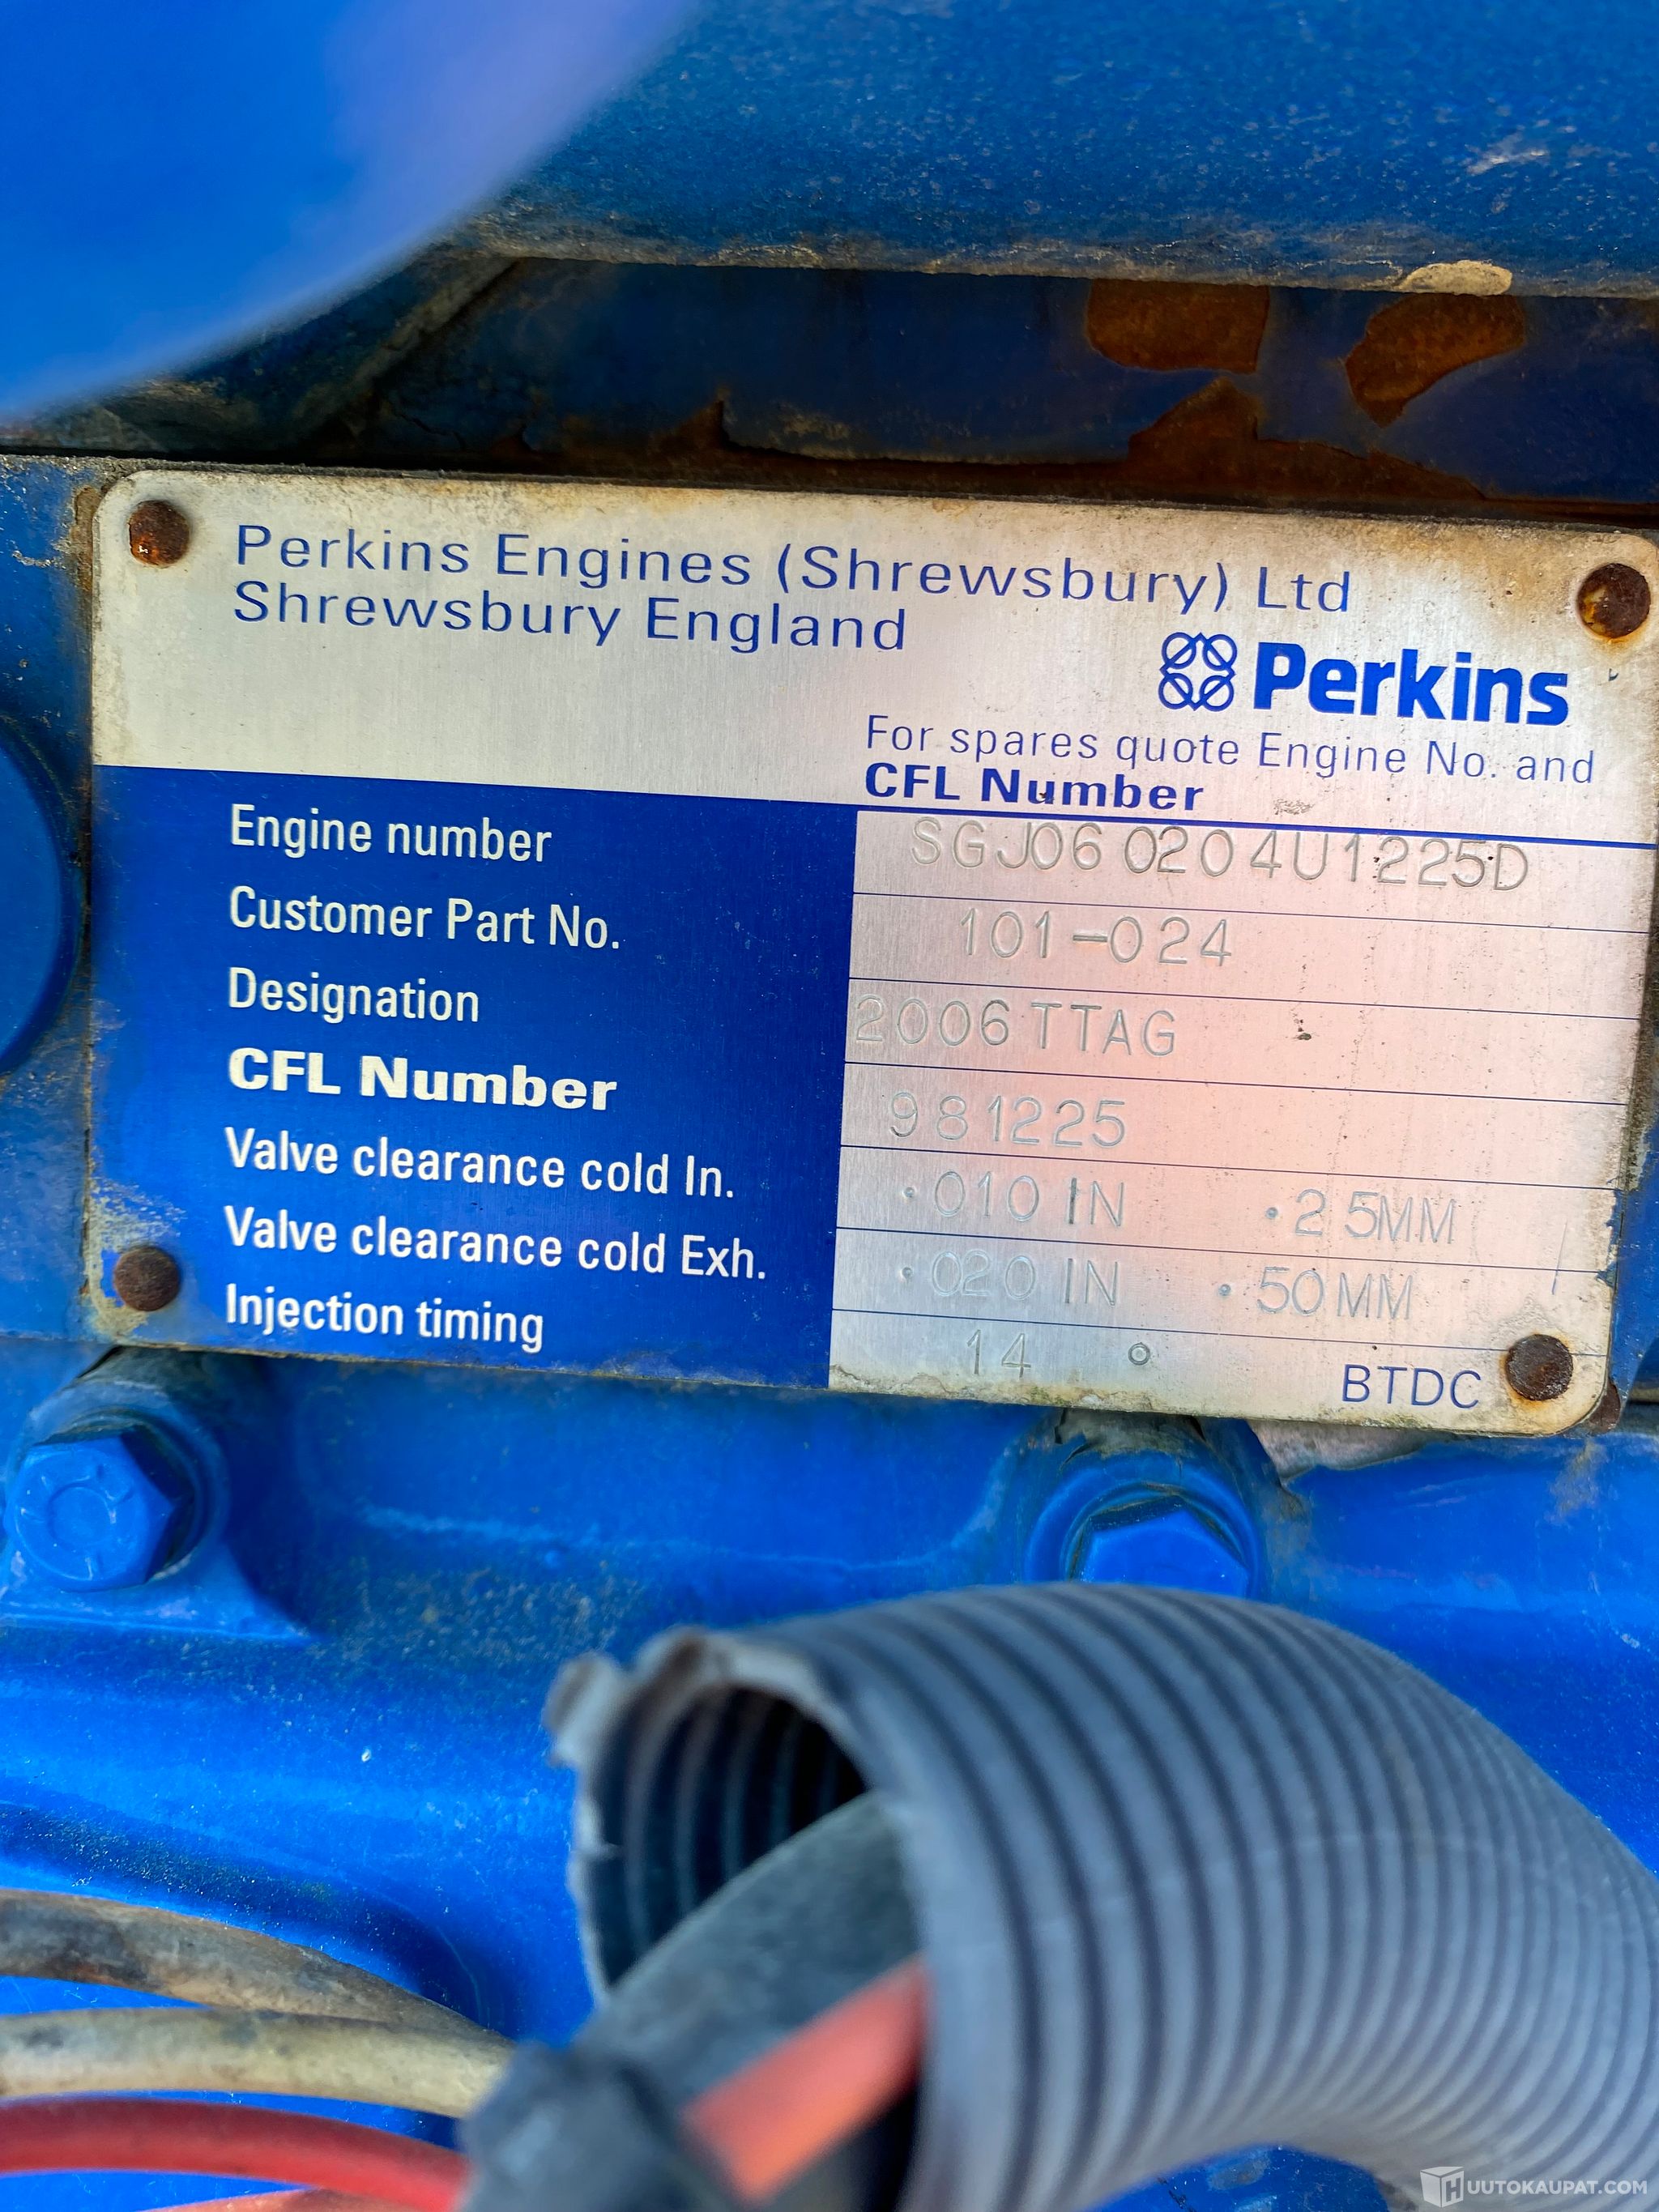 Perkins Engines (Shrewsbury) Ltd
Shrewsbury England
Perkins
For spares quote Engine No. and
CFL Number
Engine number SGJ06 0204U1225D
Customer Part No. 101-024
Designation 2006 TTAG
CFL Number 981225
Valve clearance cold In. .010 IN .25MM
Valve clearance cold Exh. .020 IN .50MM
Injection timing 14 ° BTDC
HUUTOKAUPAT.COM